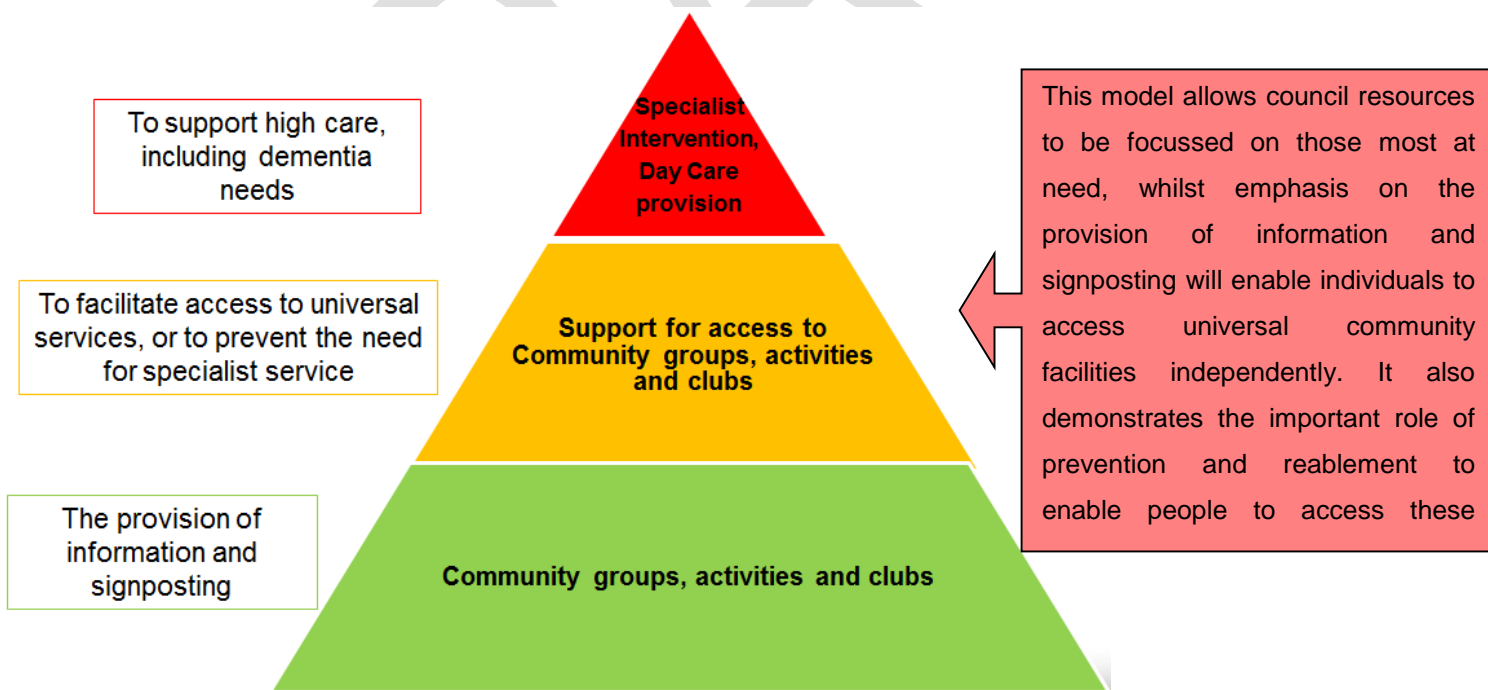 To support high care,
including dementia
needs
Specialist
Intervention,
Day Care
provision
To facilitate access to universal
services, or to prevent the need
for specialist service
Support for access to
Community groups, activities
and clubs
The provision of
information and
signposting
Community groups, activities and clubs
This model allows council resources
to be focussed on those most at
need, whilst emphasis on the
provision of information and
signposting will enable individuals to
access universal community
facilities independently. It also
demonstrates the important role of
prevention and reablement to
enable people to access these